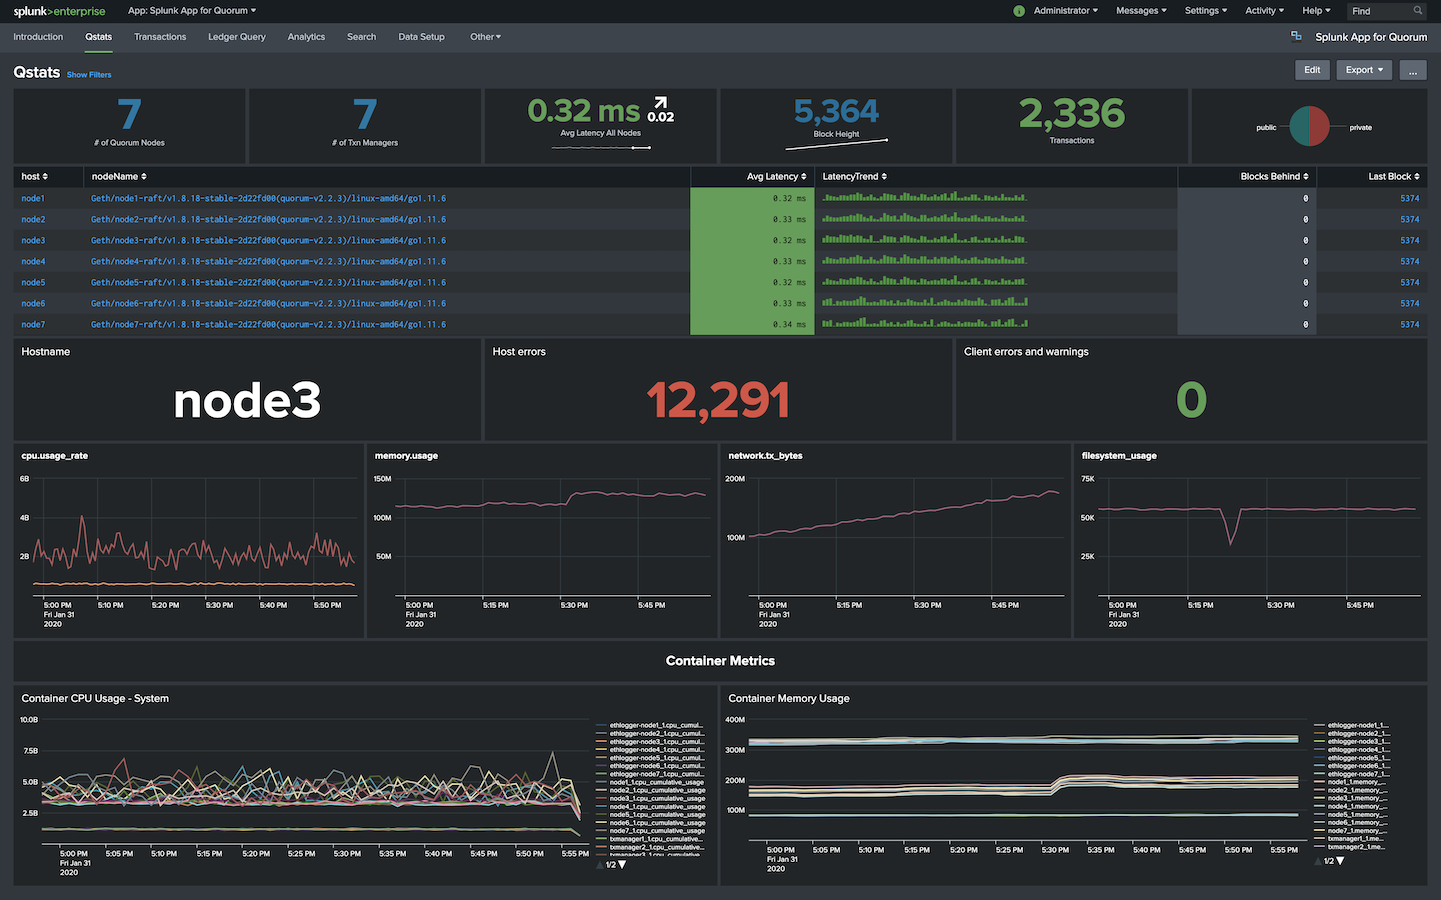 splunk>enterprise App: Splunk App for Quorum
i Administrator Messages Settings Activity Help Find
Introduction Qstats Transactions Ledger Query Analytics Search Data Setup Other
Splunk App for Quorum
Qstats Show Filters
Edit Export ...
7
# of Quorum Nodes
7
# of Txn Managers
0.32 ms 0.02
Avg Latency All Nodes
5,364
Block Height
2,336
Transactions
public private
host nodeName Avg Latency LatencyTrend Blocks Behind Last Block
node1 Geth/node1-raft/v1.8.18-stable-2d22fd00(quorum-v2.2.3)/linux-amd64/go1.11.6 0.32 ms 0 5374
node2 Geth/node2-raft/v1.8.18-stable-2d22fd00(quorum-v2.2.3)/linux-amd64/go1.11.6 0.33 ms 0 5374
node3 Geth/node3-raft/v1.8.18-stable-2d22fd00(quorum-v2.2.3)/linux-amd64/go1.11.6 0.32 ms 0 5374
node4 Geth/node4-raft/v1.8.18-stable-2d22fd00(quorum-v2.2.3)/linux-amd64/go1.11.6 0.33 ms 0 5374
node5 Geth/node5-raft/v1.8.18-stable-2d22fd00(quorum-v2.2.3)/linux-amd64/go1.11.6 0.32 ms 0 5374
node6 Geth/node6-raft/v1.8.18-stable-2d22fd00(quorum-v2.2.3)/linux-amd64/go1.11.6 0.33 ms 0 5374
node7 Geth/node7-raft/v1.8.18-stable-2d22fd00(quorum-v2.2.3)/linux-amd64/go1.11.6 0.34 ms 0 5374
Hostname
node3
Host errors
12,291
Client errors and warnings
0
cpu.usage_rate
6B
4B
2B
5:00 PM 5:10 PM 5:20 PM 5:30 PM 5:40 PM 5:50 PM
Fri Jan 31
2020
memory.usage
150M
100M
50M
5:00 PM 5:15 PM 5:30 PM 5:45 PM
Fri Jan 31
2020
network.tx_bytes
200M
100M
5:00 PM 5:15 PM 5:30 PM 5:45 PM
Fri Jan 31
2020
filesystem_usage
75K
50K
25K
5:00 PM 5:15 PM 5:30 PM 5:45 PM
Fri Jan 31
2020
Container Metrics
Container CPU Usage - System
10.0B
7.5B
5.0B
2.5B
5:00 PM 5:05 PM 5:10 PM 5:15 PM 5:20 PM 5:25 PM 5:30 PM 5:35 PM 5:40 PM 5:45 PM 5:50 PM 5:55 PM
Fri Jan 31
2020
ethlogger-node1_1.cpu_cumul...
ethlogger-node2_1.cpu_cumul...
ethlogger-node3_1.cpu_cumul...
ethlogger-node4_1.cpu_cumul...
ethlogger-node5_1.cpu_cumul...
ethlogger-node6_1.cpu_cumul...
ethlogger-node7_1.cpu_cumul...
node1_1.cpu_cumulative_usage
node2_1.cpu_cumulative_usage
node3_1.cpu_cumulative_usage
node4_1.cpu_cumulative_usage
node5_1.cpu_cumulative_usage
node6_1.cpu_cumulative_usage
node7_1.cpu_cumulative_usage
txmanager1_1.cpu_cumulative...
txmanager2_1.cpu_cumulative...
txmanager3_1.cpu_cumulative...
1/2
Container Memory Usage
400M
300M
200M
100M
5:00 PM 5:05 PM 5:10 PM 5:15 PM 5:20 PM 5:25 PM 5:30 PM 5:35 PM 5:40 PM 5:45 PM 5:50 PM 5:55 PM
Fri Jan 31
2020
ethlogger-node1_1...
ethlogger-node2_1...
ethlogger-node3_1...
ethlogger-node4_1...
ethlogger-node5_1...
ethlogger-node6_1...
ethlogger-node7_1...
node1_1.memory_...
node2_1.memory_...
node3_1.memory_...
node4_1.memory_...
node5_1.memory_...
node6_1.memory_...
node7_1.memory_...
txmanager1_1.me...
txmanager2_1.me...
1/2